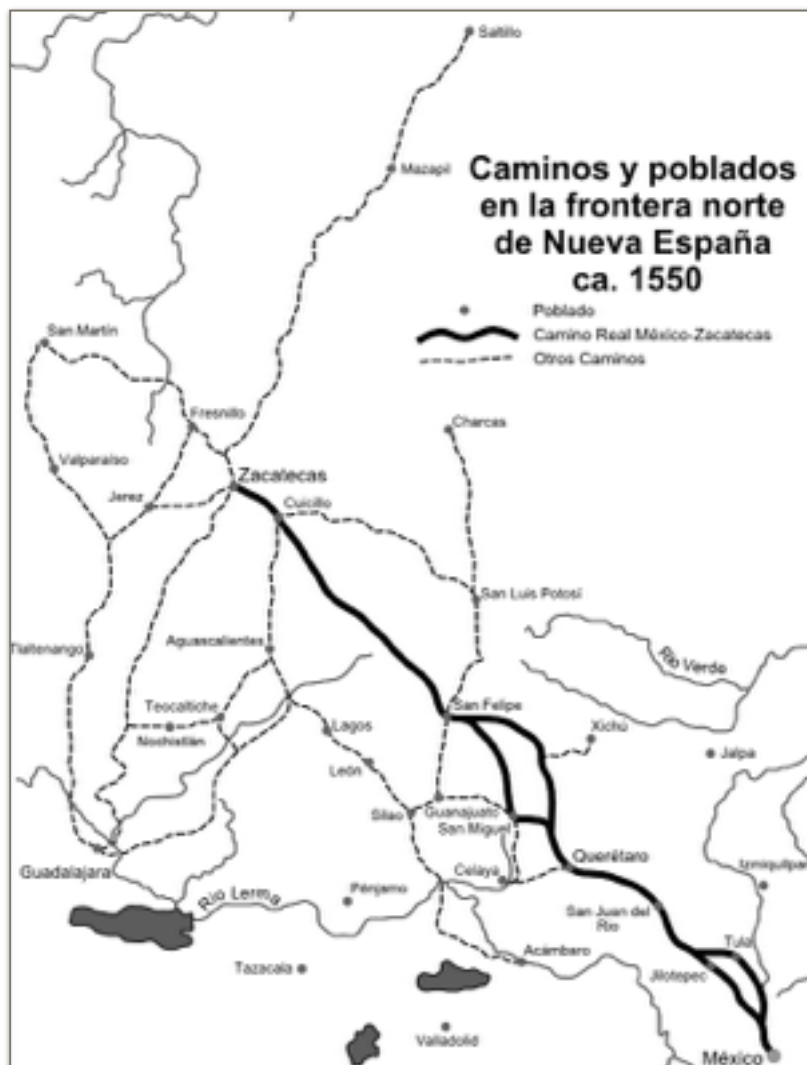 Saltillo
Mazapil
Caminos y poblados
en la frontera norte
de Nueva España
ca. 1550
Poblado
Camino Real México-Zacatecas
Otros Caminos
San Martín
Fresnillo
Charcas
Valparaíso
Zacatecas
Jerez
Cuicillo
San Luis Potosí
Tlaltenango
Aguascalientes
Río Verde
Teocaltiche
San Felipe
Nochistlán
Lagos
Xichú
Jalpa
León
Silao
Guanajuato
San Miguel
Guadalajara
Celaya
Querétaro
Izmiquilpan
Río Lerma
Pénjamo
San Juan del
Río
Tula
Tazacala
Acámbaro
Jilotepec
Valladolid
México